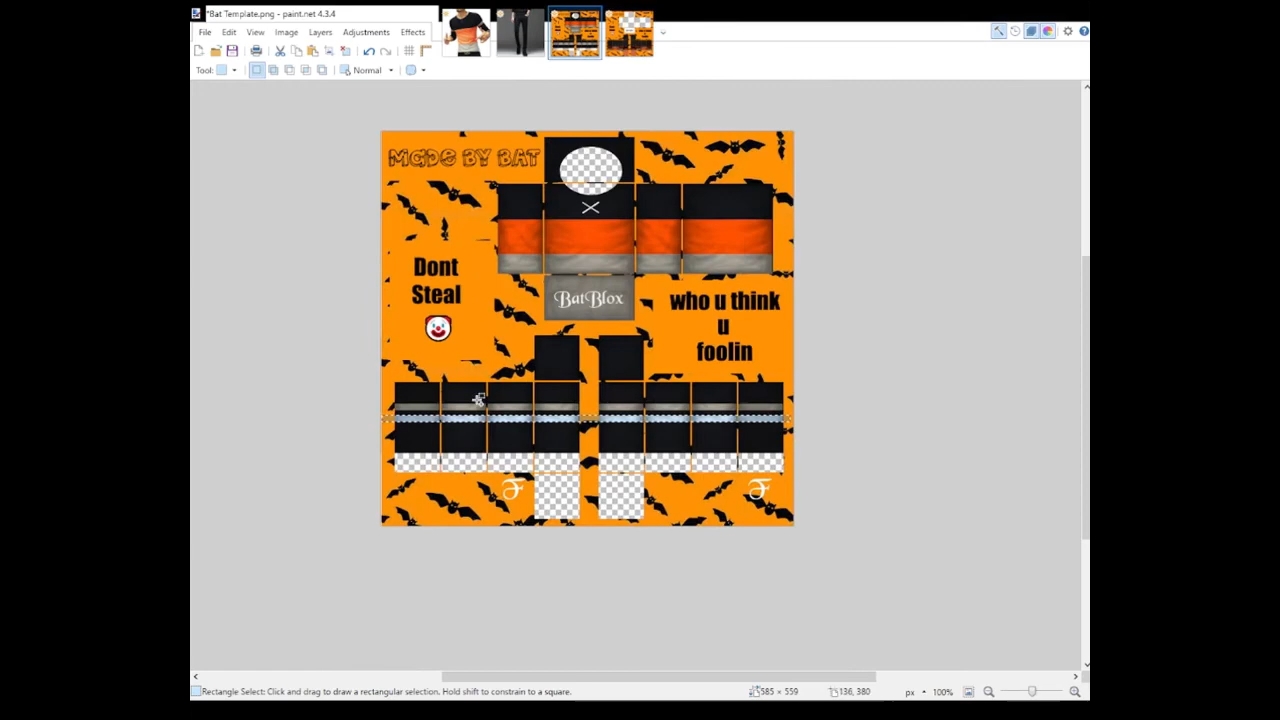 *Bat Template.png - paint.net 4.3.4
File Edit View Image Layers Adjustments Effects
Tool: Normal
MADE BY BAT
Dont
Steal
BatBlox
who u think
u
foolin
F F
Rectangle Select: Click and drag to draw a rectangular selection. Hold shift to constrain to a square. 585 × 559 136, 380 px 100%